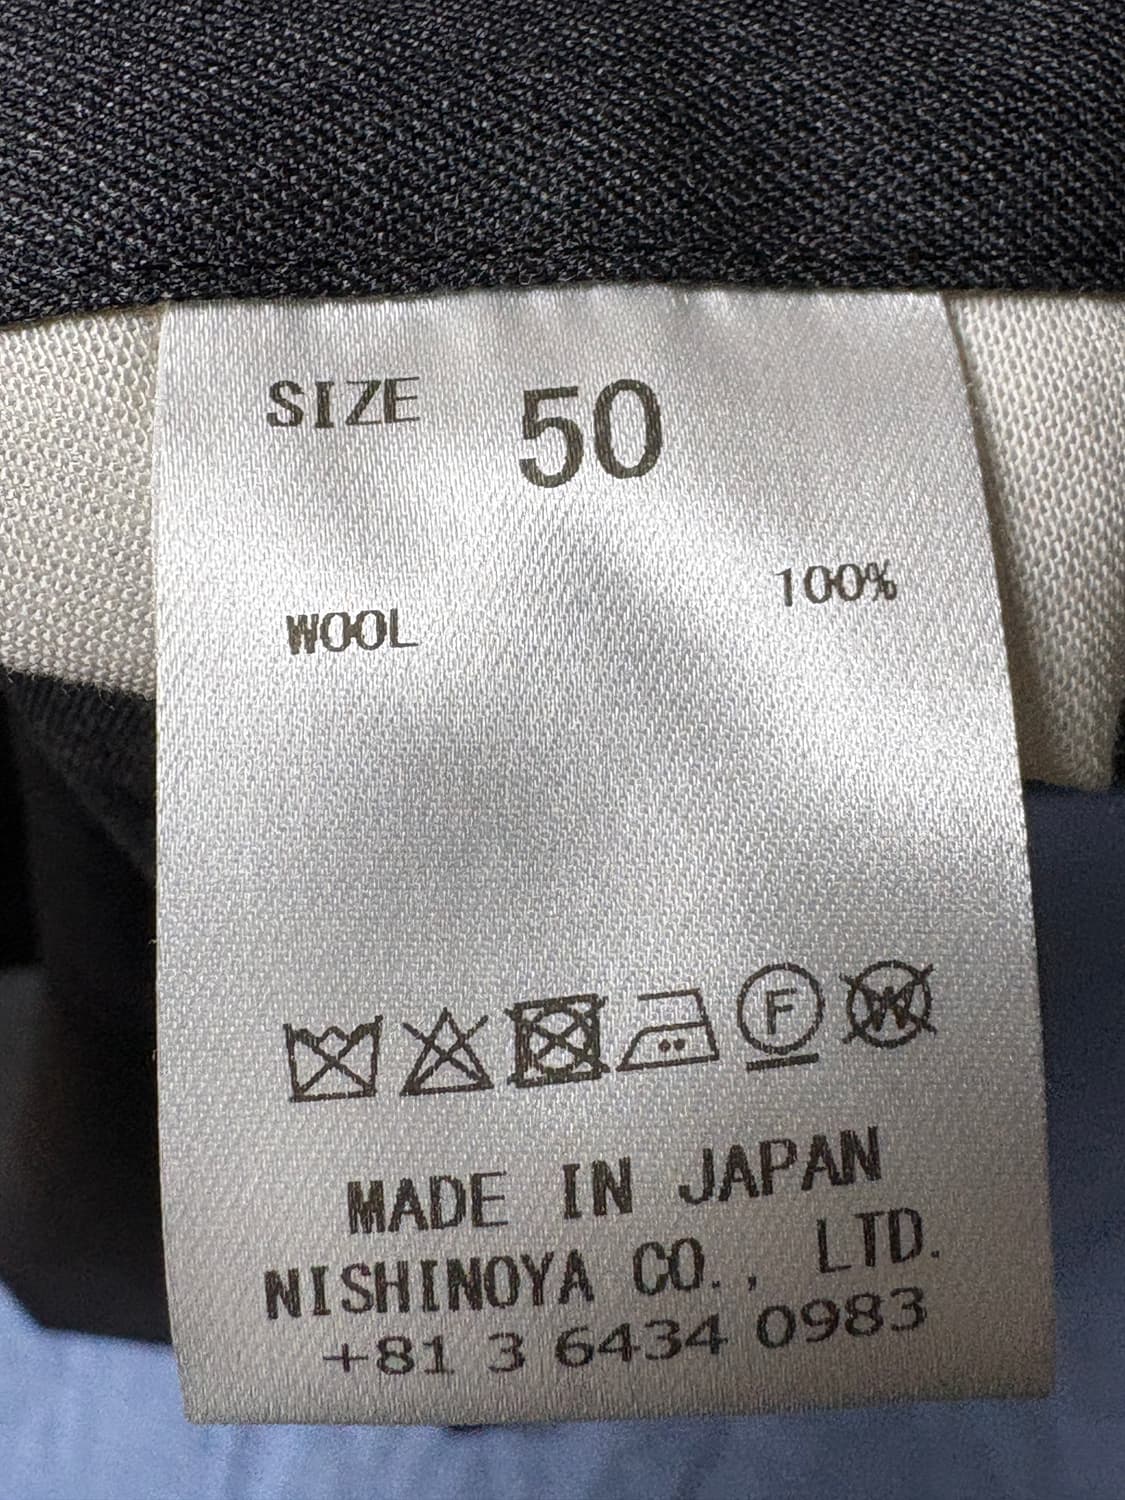 SIZE 50
WOOL 100%
F W
MADE IN JAPAN
NISHINOYA CO., LTD.
+81 3 6434 0983